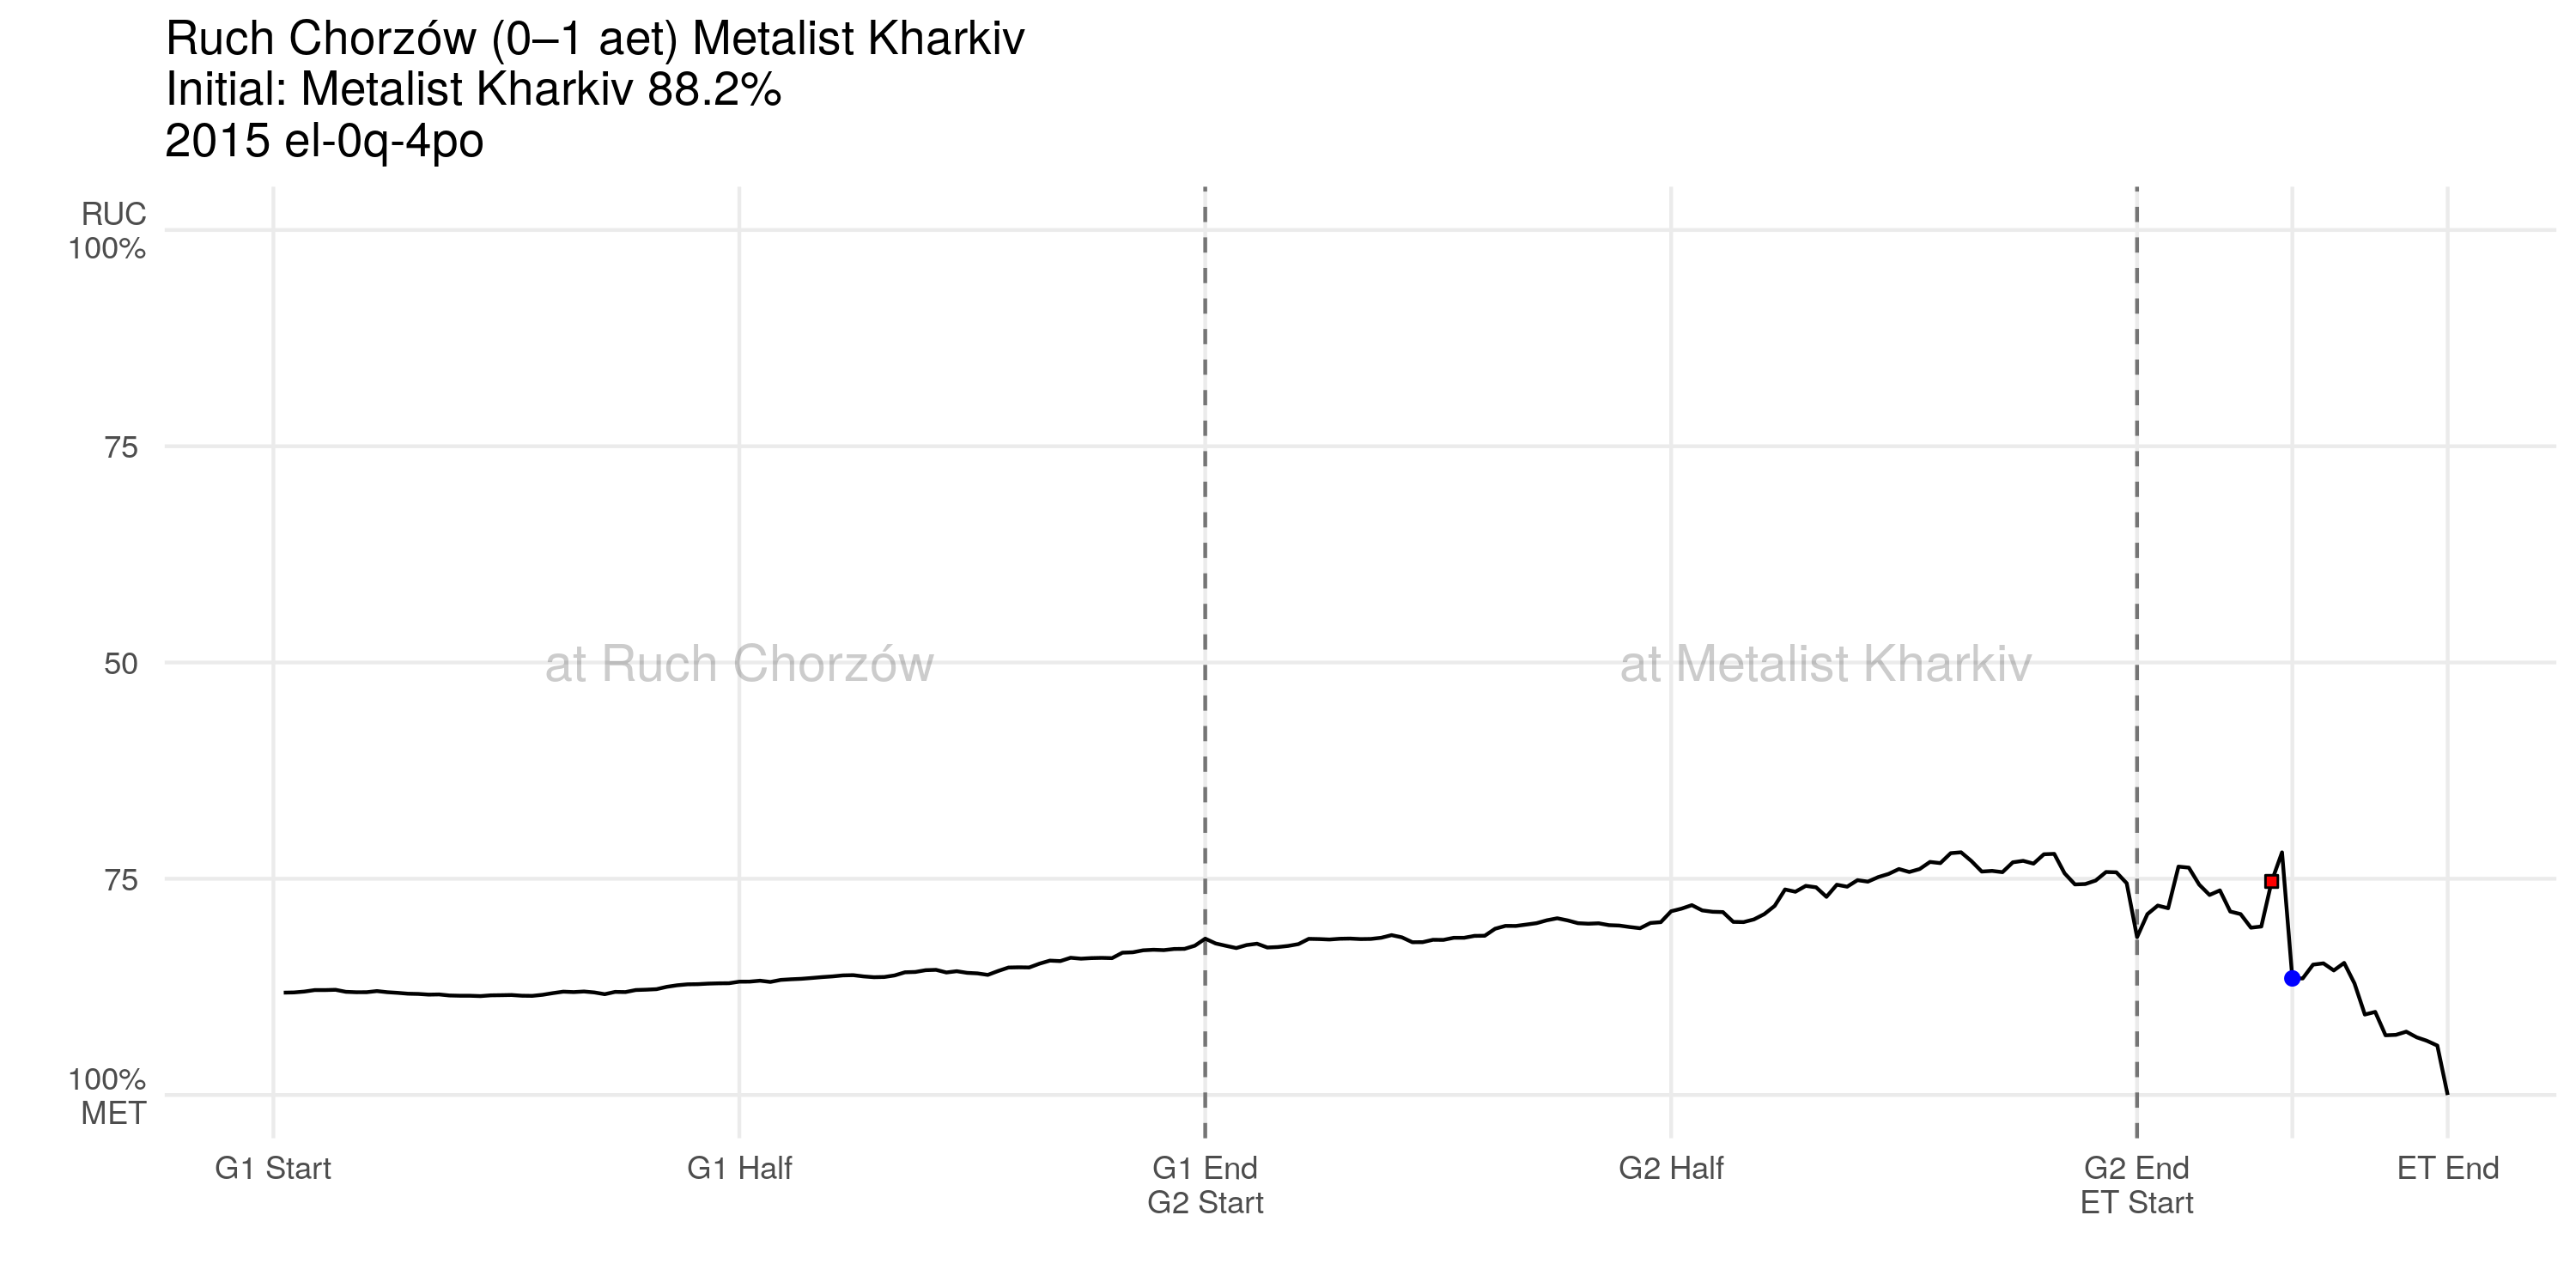 Ruch Chorzów (0–1 aet) Metalist Kharkiv
Initial: Metalist Kharkiv 88.2%
2015 el-0q-4po
RUC
100%
75
50
75
100%
MET
at Ruch Chorzów
at Metalist Kharkiv
G1 Start
G1 Half
G1 End
G2 Start
G2 Half
G2 End
ET Start
ET End